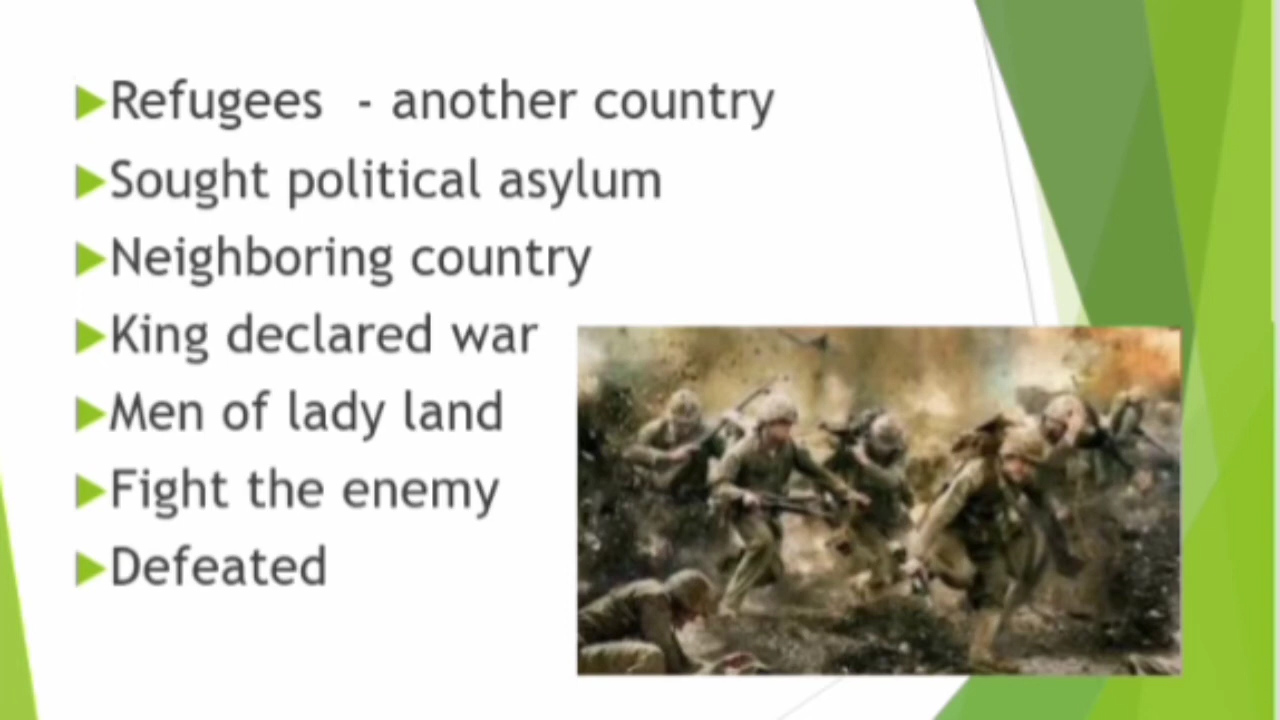 Refugees - another country
Sought political asylum
Neighboring country
King declared war
Men of lady land
Fight the enemy
Defeated